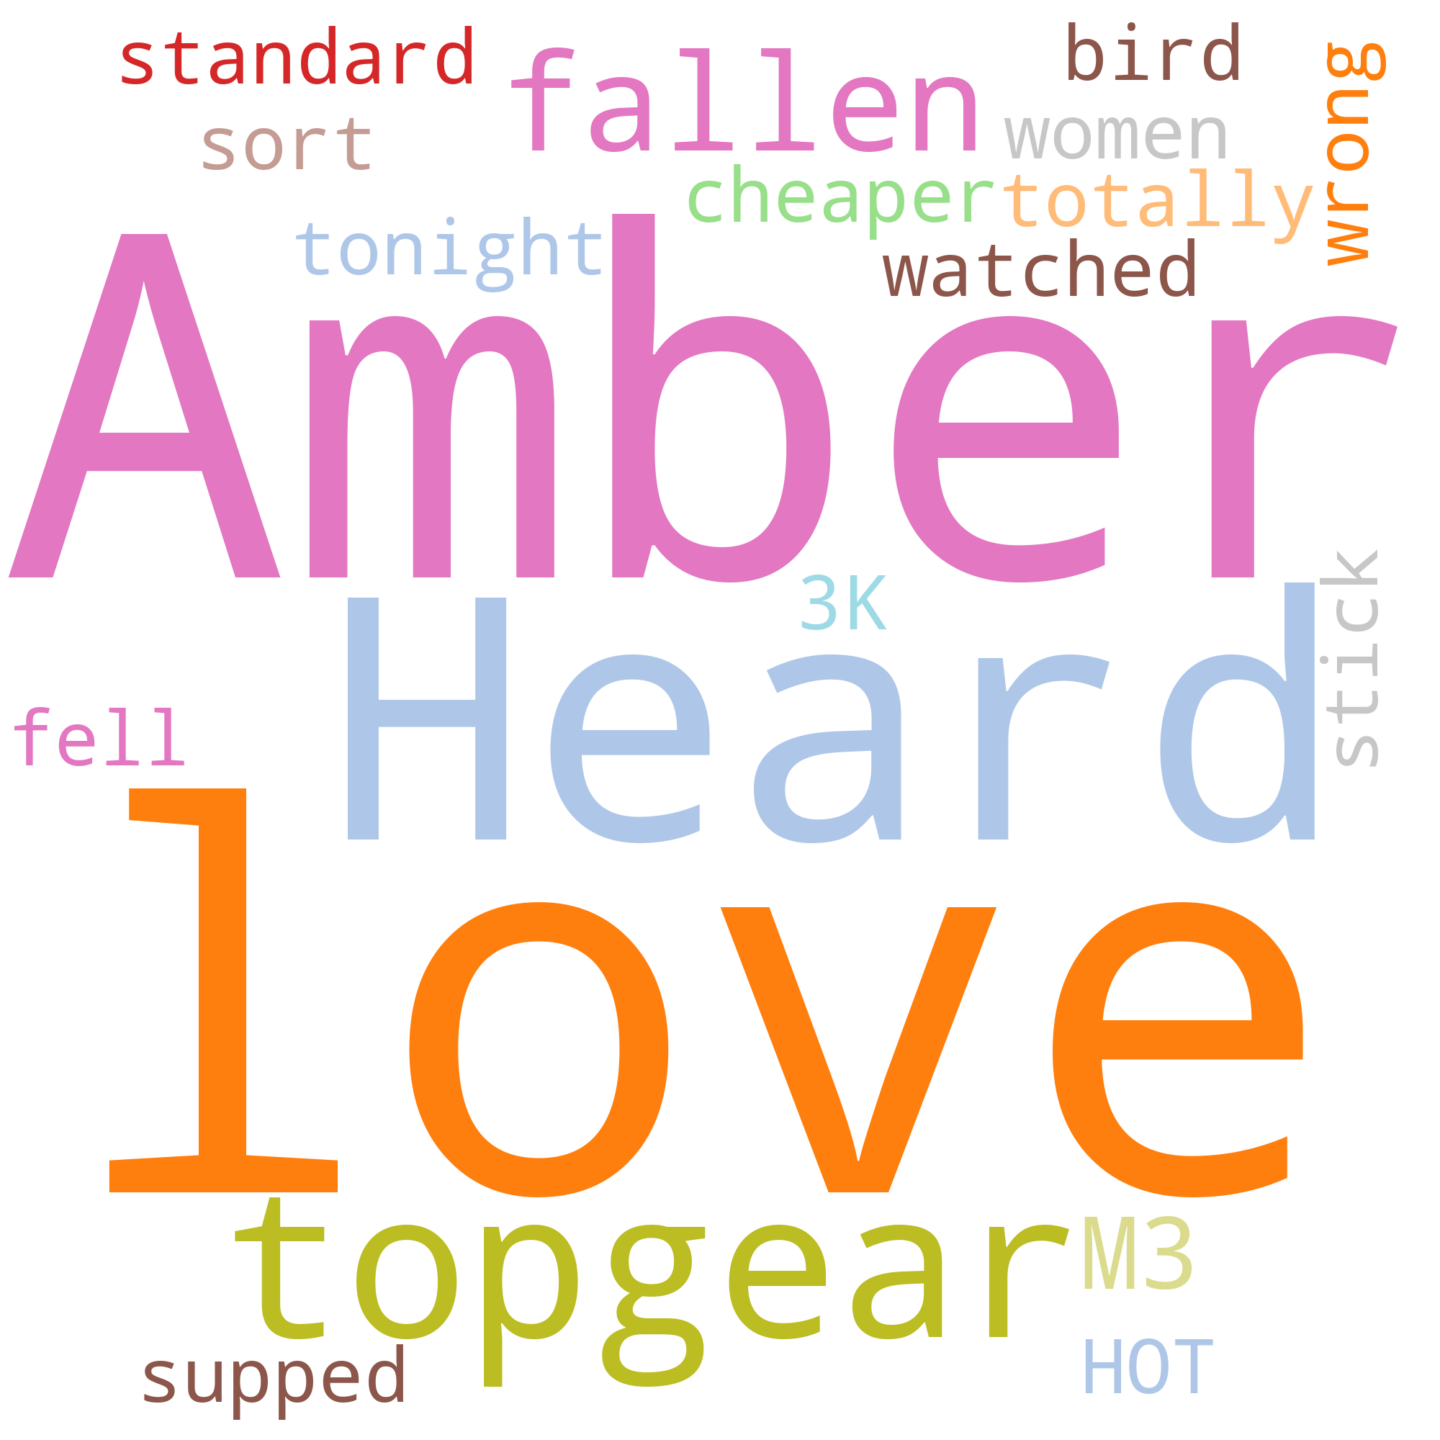 standard
fallen
bird
wrong
sort
women
cheaper
totally
tonight
watched
Amber
3K
Heard
stick
fell
love
topgear
M3
supped
HOT